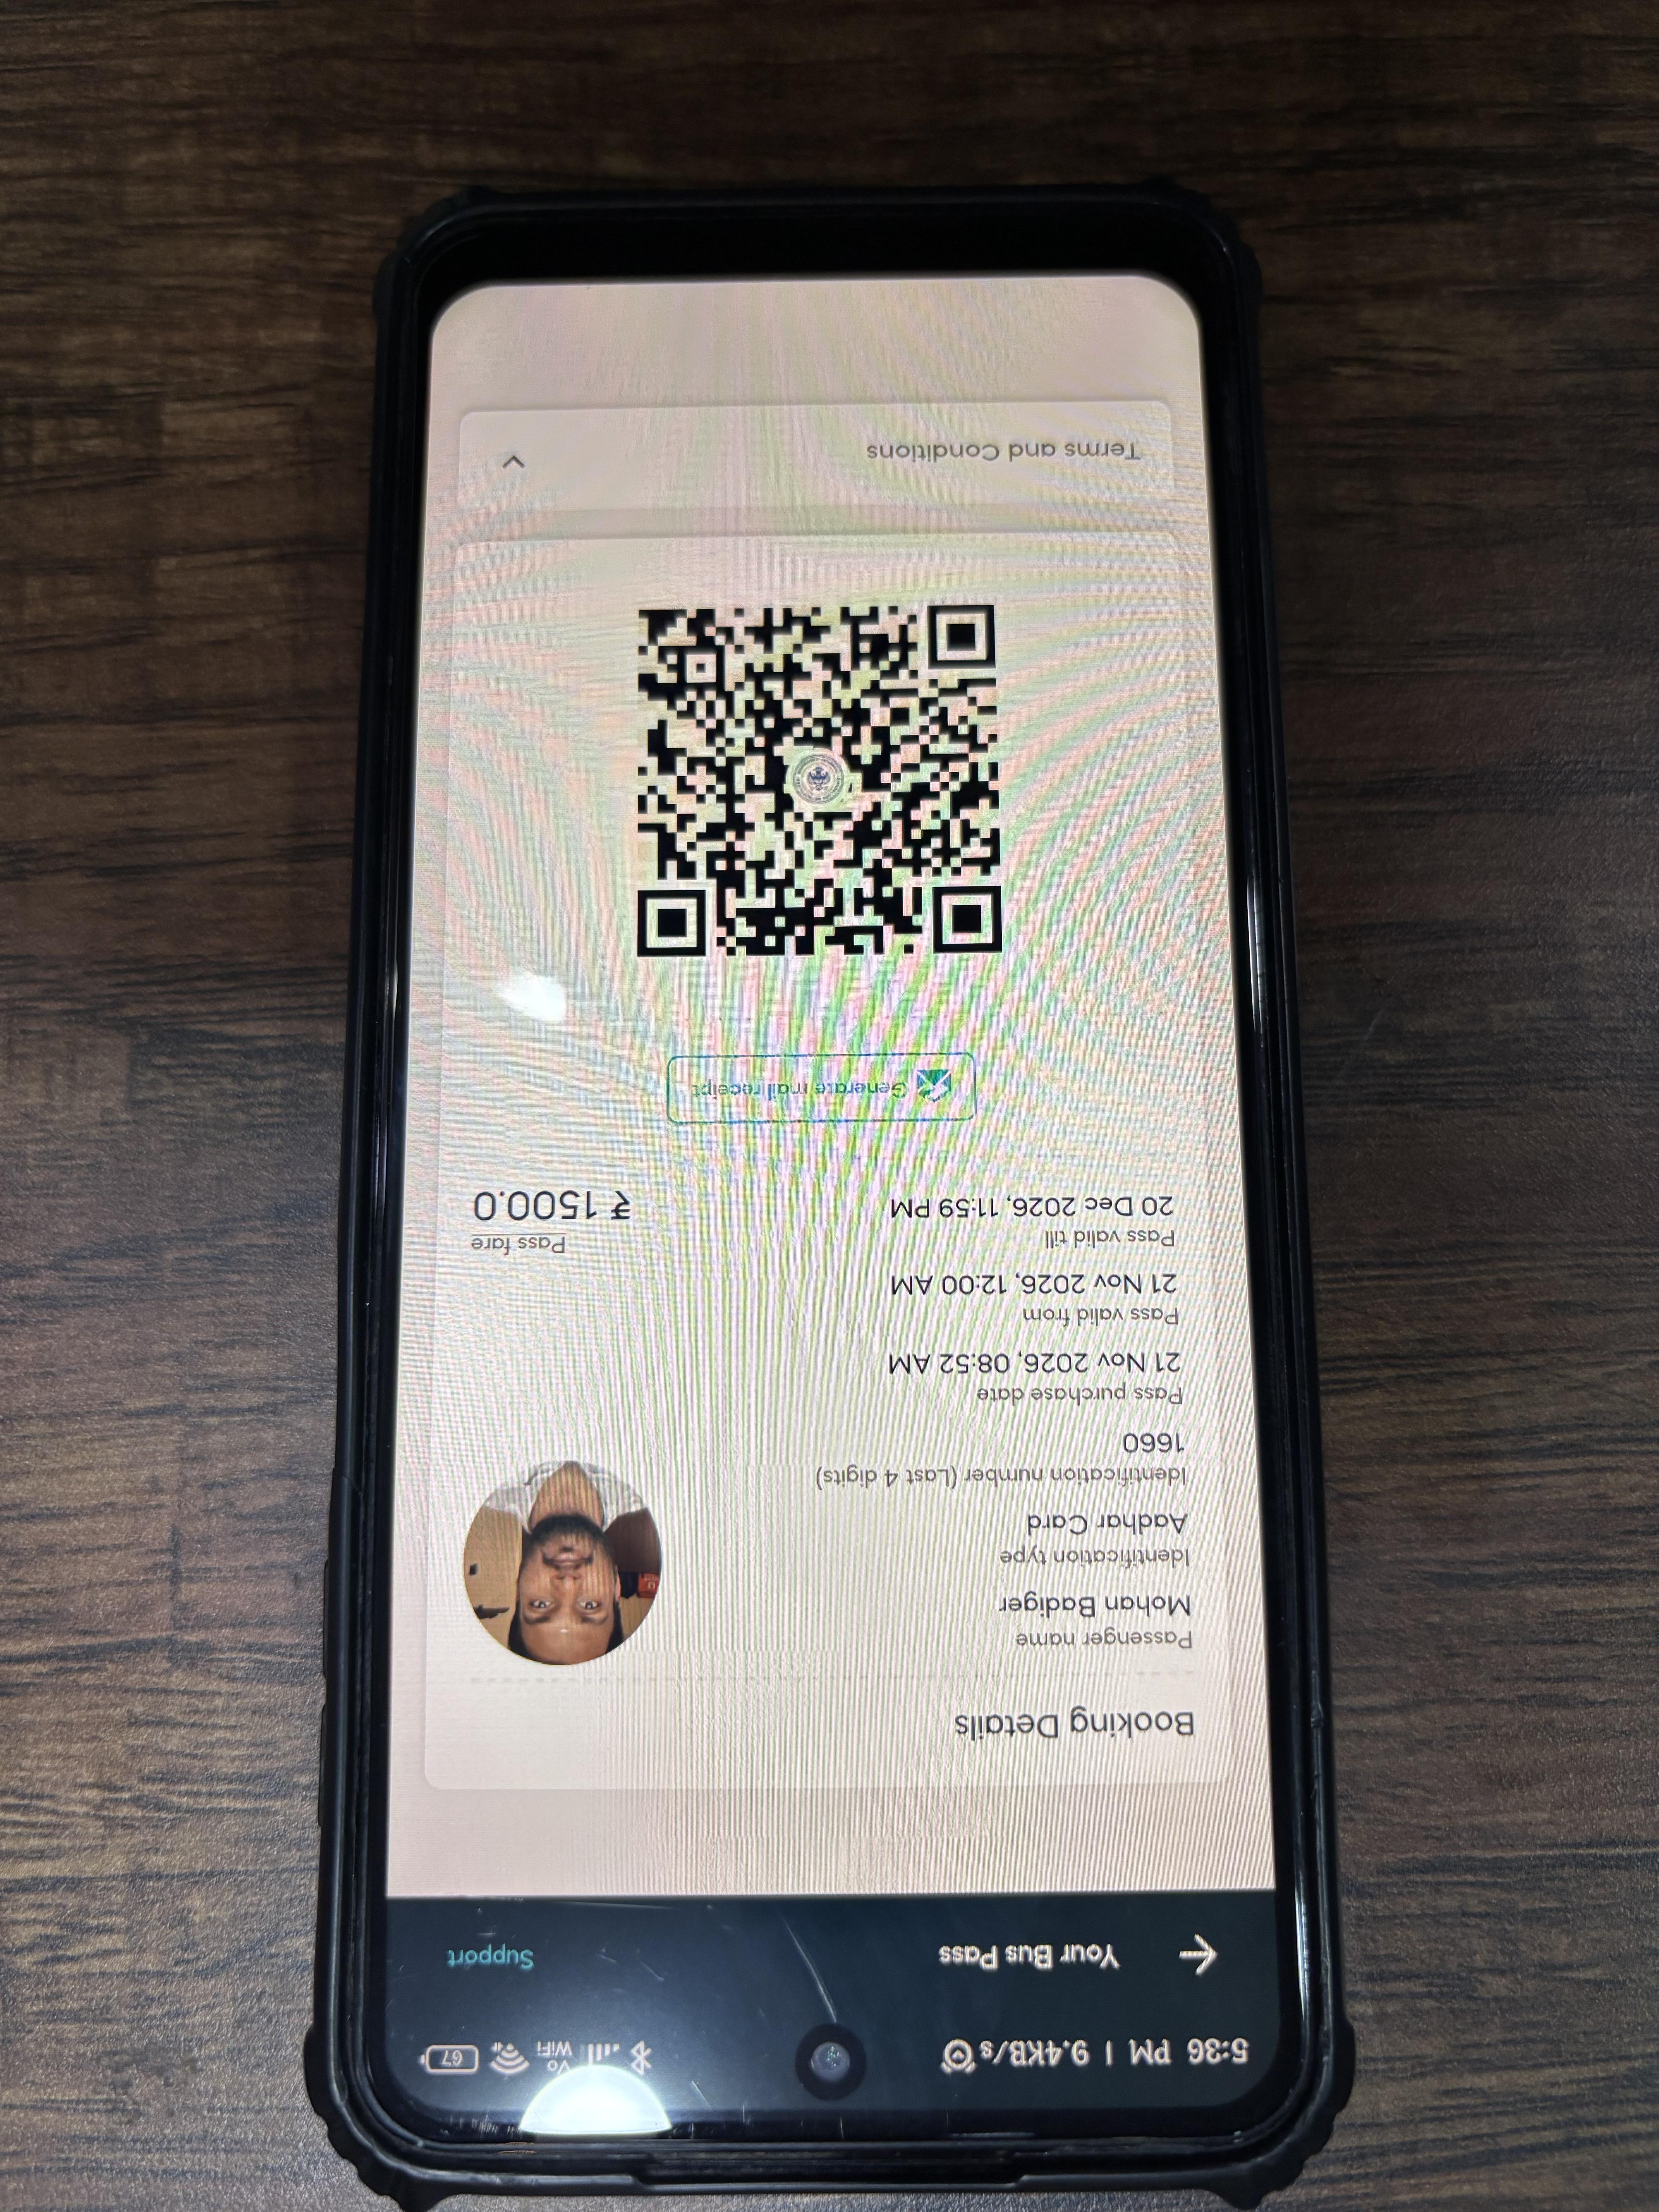 5:36 PM | 9.4KB/s
Vo
WiFi
67
Your Bus Pass
Support
Booking Details
Passenger name
Mohan Badiger
Identification type
Aadhar Card
Identification number (Last 4 digits)
1660
Pass purchase date
21 Nov 2026, 08:52 AM
Pass valid from
21 Nov 2026, 12:00 AM
Pass valid till
20 Dec 2026, 11:59 PM
Pass fare
₹ 1500.0
Generate mail receipt
Terms and Conditions